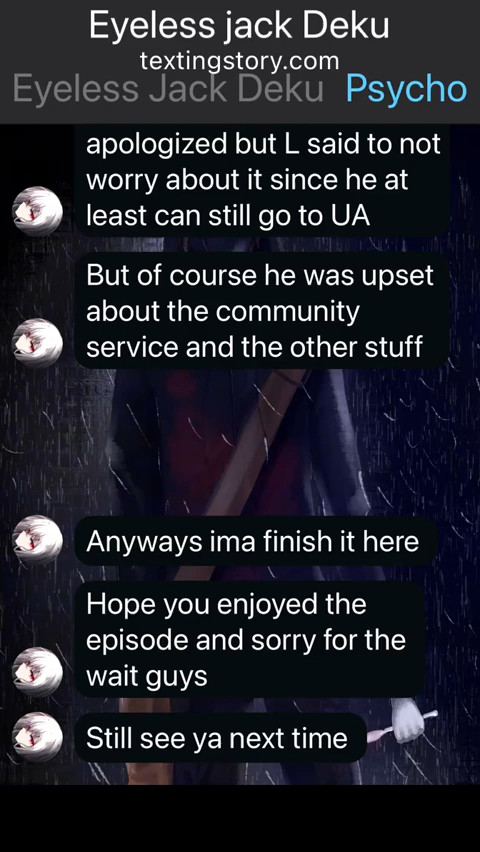 Eyeless jack Deku
textingstory.com
Eyeless Jack Deku Psycho
apologized but L said to not
worry about it since he at
least can still go to UA
But of course he was upset
about the community
service and the other stuff
Anyways ima finish it here
Hope you enjoyed the
episode and sorry for the
wait guys
Still see ya next time